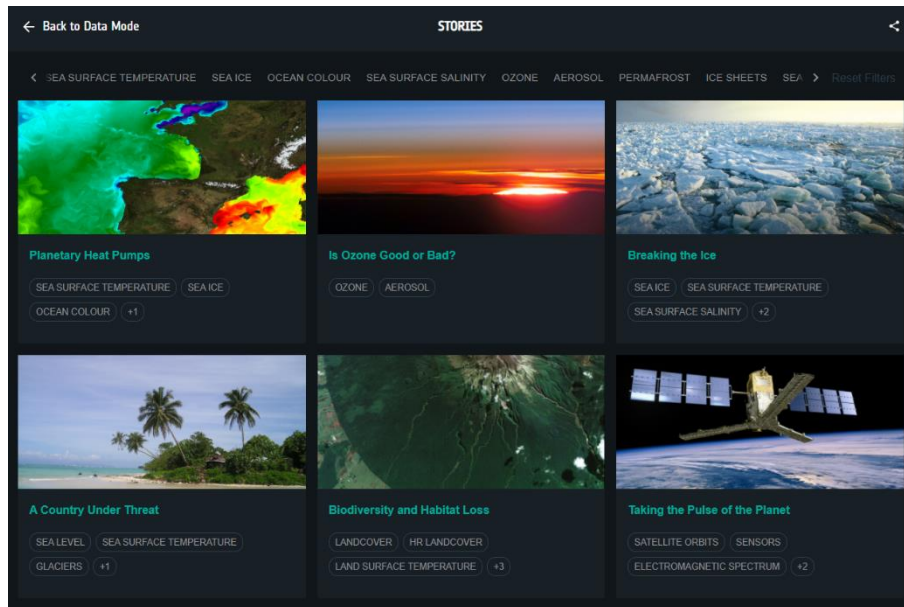 ← Back to Data Mode STORIES
SEA SURFACE TEMPERATURE SEA ICE OCEAN COLOUR SEA SURFACE SALINITY OZONE AEROSOL PERMAFROST ICE SHEETS SEA Reset Filters
Planetary Heat Pumps
SEA SURFACE TEMPERATURE SEA ICE
OCEAN COLOUR +1
Is Ozone Good or Bad?
OZONE AEROSOL
Breaking the Ice
SEA ICE SEA SURFACE TEMPERATURE
SEA SURFACE SALINITY +2
A Country Under Threat
SEA LEVEL SEA SURFACE TEMPERATURE
GLACIERS +1
Biodiversity and Habitat Loss
LANDCOVER HR LANDCOVER
LAND SURFACE TEMPERATURE +3
Taking the Pulse of the Planet
SATELLITE ORBITS SENSORS
ELECTROMAGNETIC SPECTRUM +2